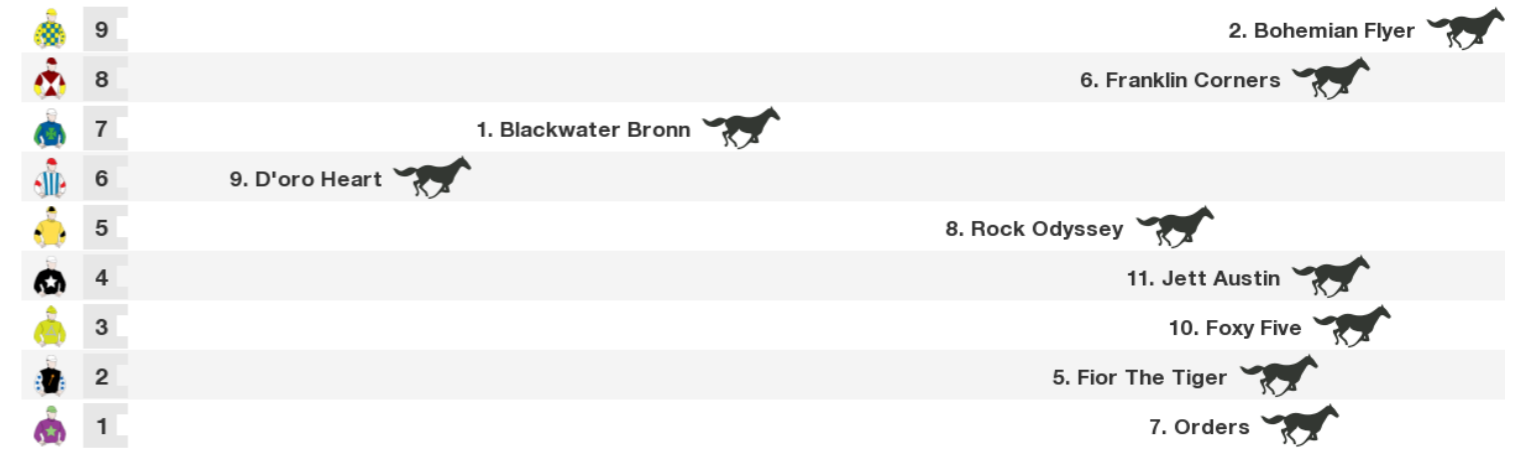 9 2. Bohemian Flyer
8 6. Franklin Corners
7 1. Blackwater Bronn
6 9. D'oro Heart
5 8. Rock Odyssey
4 11. Jett Austin
3 10. Foxy Five
2 5. Fior The Tiger
1 7. Orders